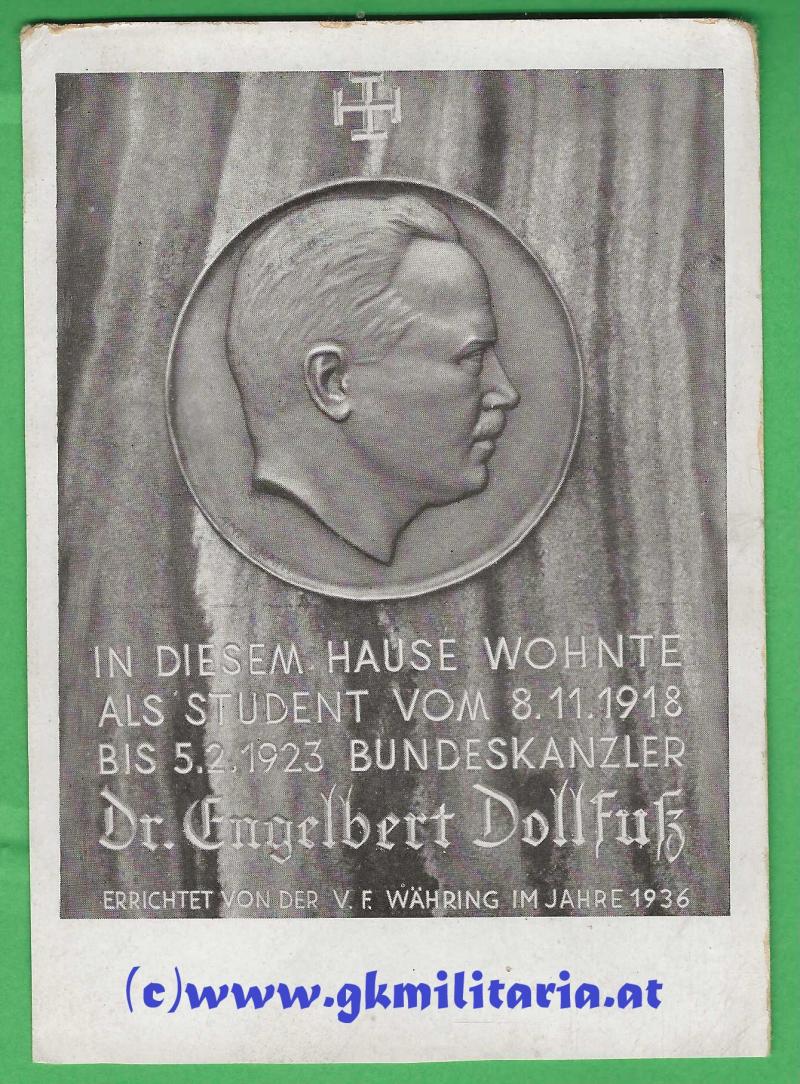 IN DIESEM HAUSE WOHNTE
ALS STUDENT VOM 8.11.1918
BIS 5.2.1923 BUNDESKANZLER
Dr. Engelbert Dollfuß
ERRICHTET VON DER V. F. WÄHRING IM JAHRE 1936
(c)www.gkmilitaria.at